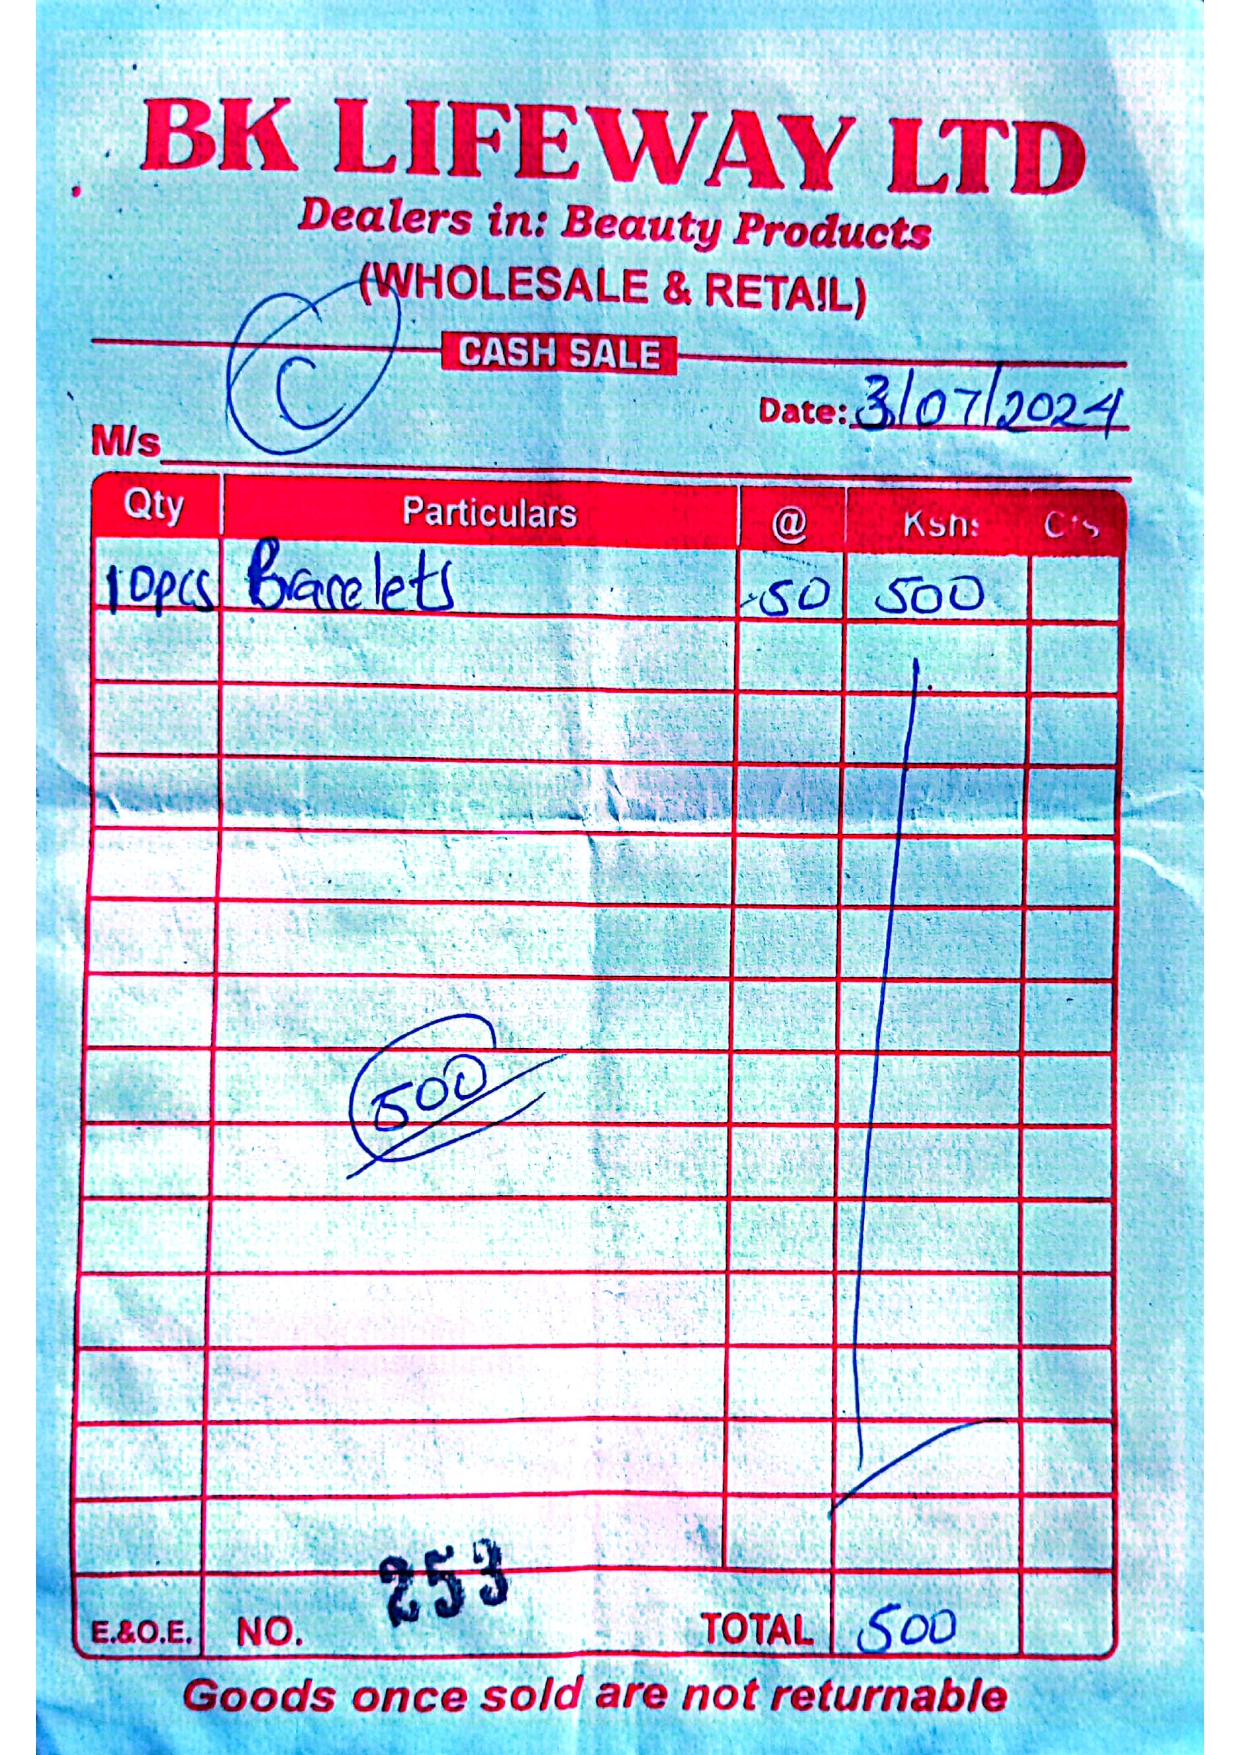 BK LIFEWAY LTD
Dealers in: Beauty Products
(WHOLESALE & RETAIL)
CASH SALE
C
Date: 3/07/2024
M/s
Qty Particulars @ Kshs Cts
10pcs Bracelets -50 500
500
253
E.&O.E. NO. TOTAL 500
Goods once sold are not returnable